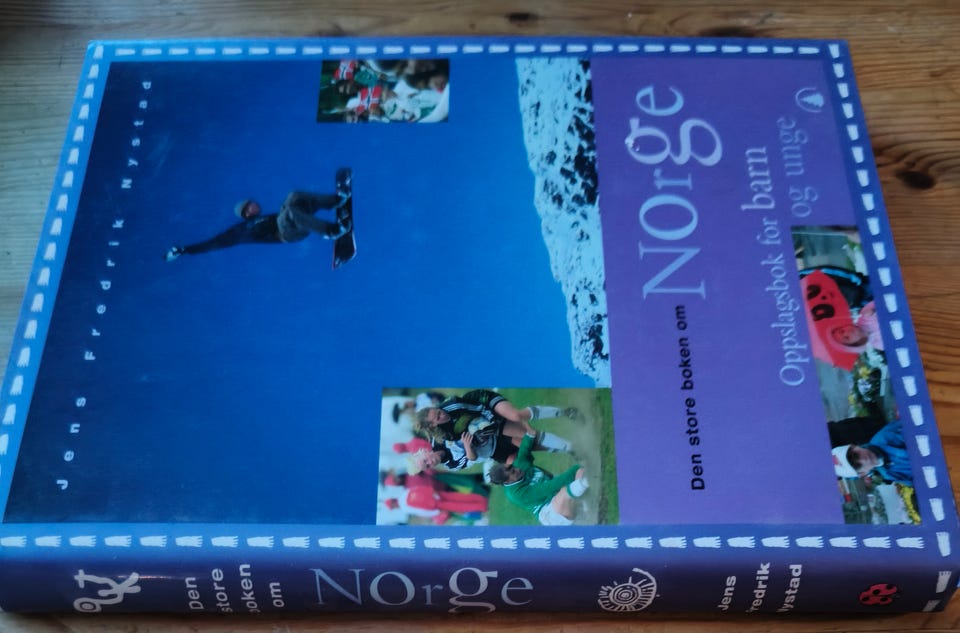 Jens Fredrik Nystad
Den store boken om
Norge
Oppslagsbok for barn
og unge
Den
store
boken
om
Norge
Jens
Fredrik
Nystad